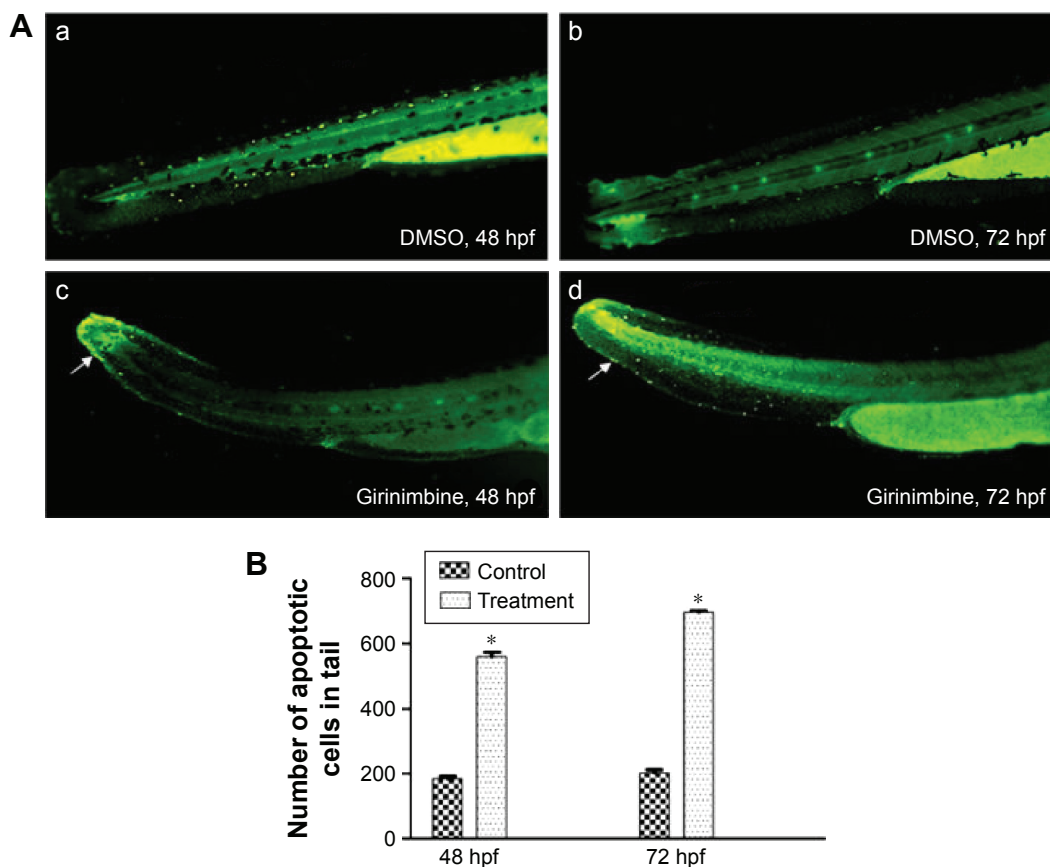 A
a
b
DMSO, 48 hpf
DMSO, 72 hpf
c
d
Girinimbine, 48 hpf
Girinimbine, 72 hpf
B
Number of apoptotic
cells in tail
800
600
400
200
0
Control
Treatment
*
*
48 hpf
72 hpf